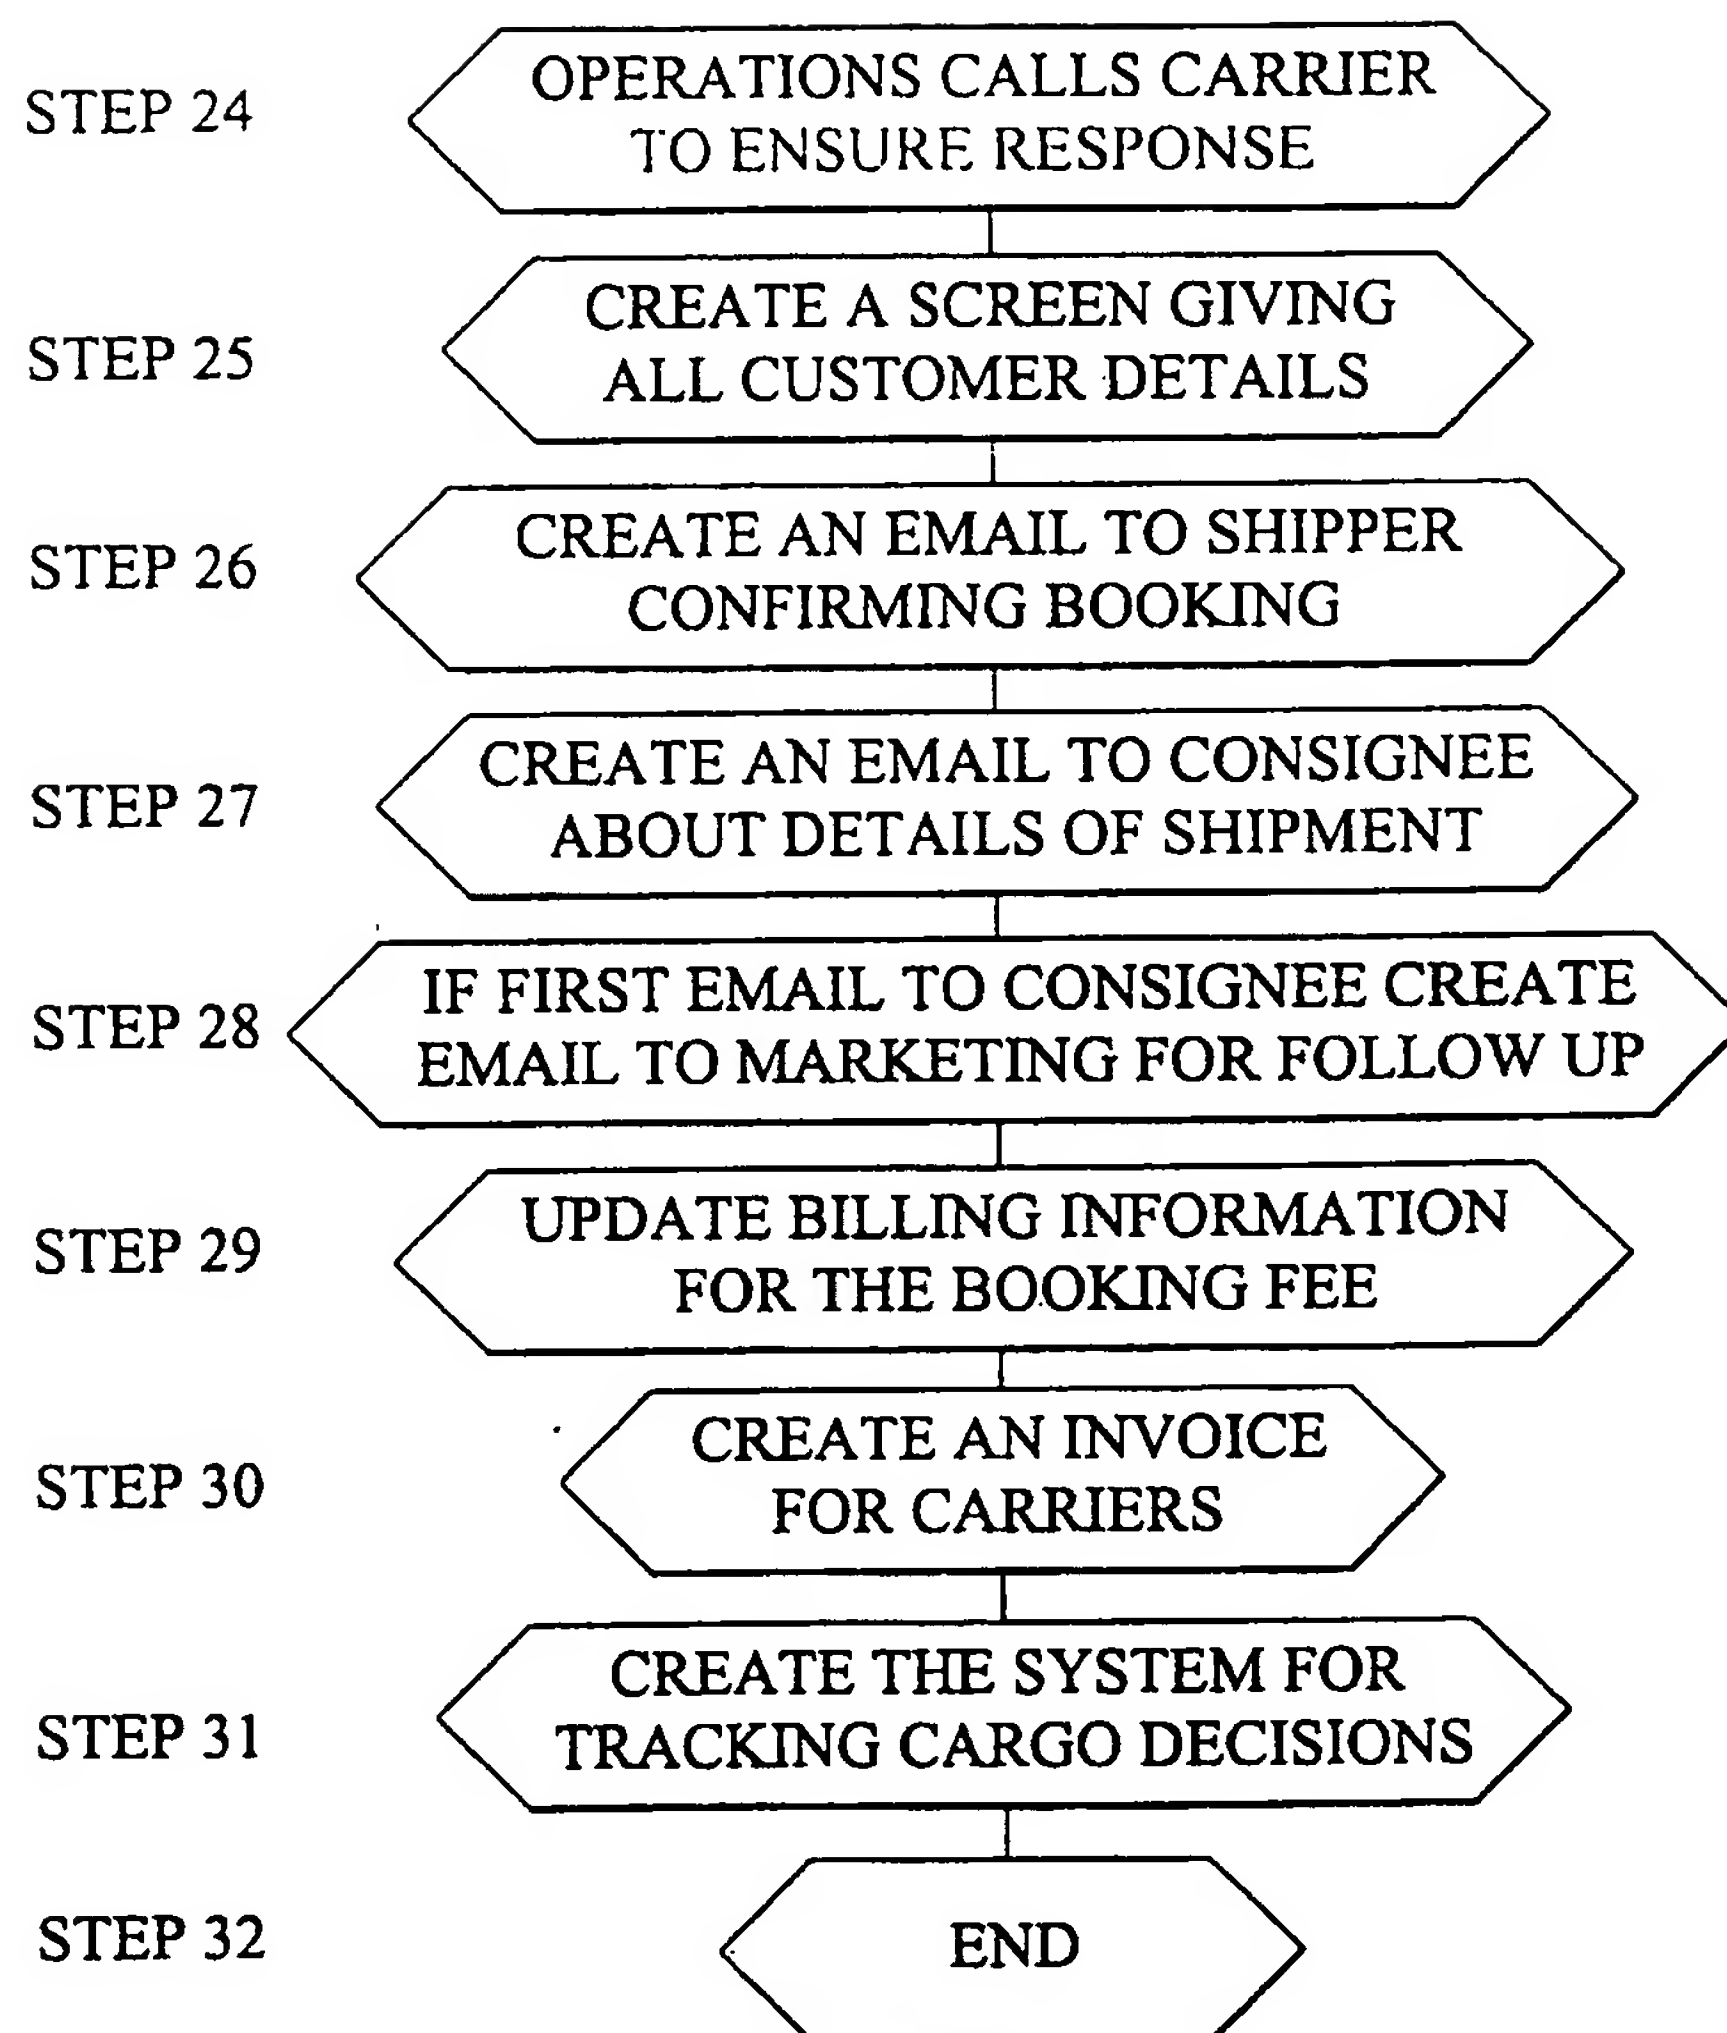 STEP 24
OPERATIONS CALLS CARRIER
TO ENSURE RESPONSE
STEP 25
CREATE A SCREEN GIVING
ALL CUSTOMER DETAILS
STEP 26
CREATE AN EMAIL TO SHIPPER
CONFIRMING BOOKING
STEP 27
CREATE AN EMAIL TO CONSIGNEE
ABOUT DETAILS OF SHIPMENT
STEP 28
IF FIRST EMAIL TO CONSIGNEE CREATE
EMAIL TO MARKETING FOR FOLLOW UP
STEP 29
UPDATE BILLING INFORMATION
FOR THE BOOKING FEE
STEP 30
CREATE AN INVOICE
FOR CARRIERS
STEP 31
CREATE THE SYSTEM FOR
TRACKING CARGO DECISIONS
STEP 32
END